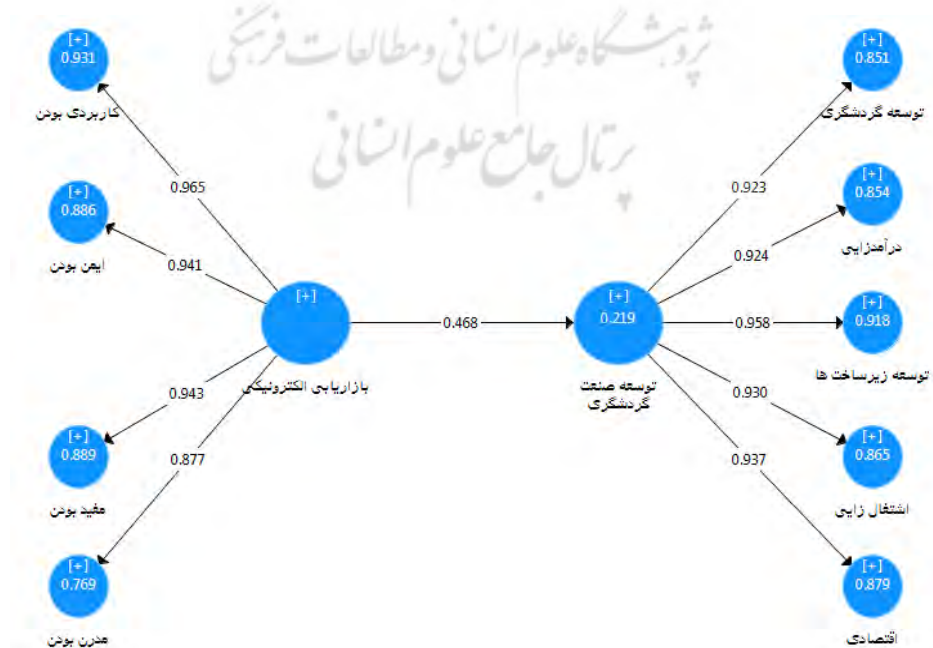 پژوهشگاه علوم انسانی و مطالعات فرهنگی
پرتال جامع علوم انسانی
[+]
0.931
کاربردی بودن
[+]
0.851
توسعه گردشگری
0.965
0.923
[+]
0.886
ایمن بودن
[+]
0.854
درآمدزایی
0.941
0.924
[+]
بازاریابی الکترونیکی
0.468
[+]
0.219
توسعه صنعت
گردشگری
0.958
[+]
0.918
توسعه زیرساخت ها
0.943
0.930
0.877
0.937
[+]
0.889
مفید بودن
[+]
0.865
اشتغال زایی
[+]
0.769
مدرن بودن
[+]
0.879
اقتصادی